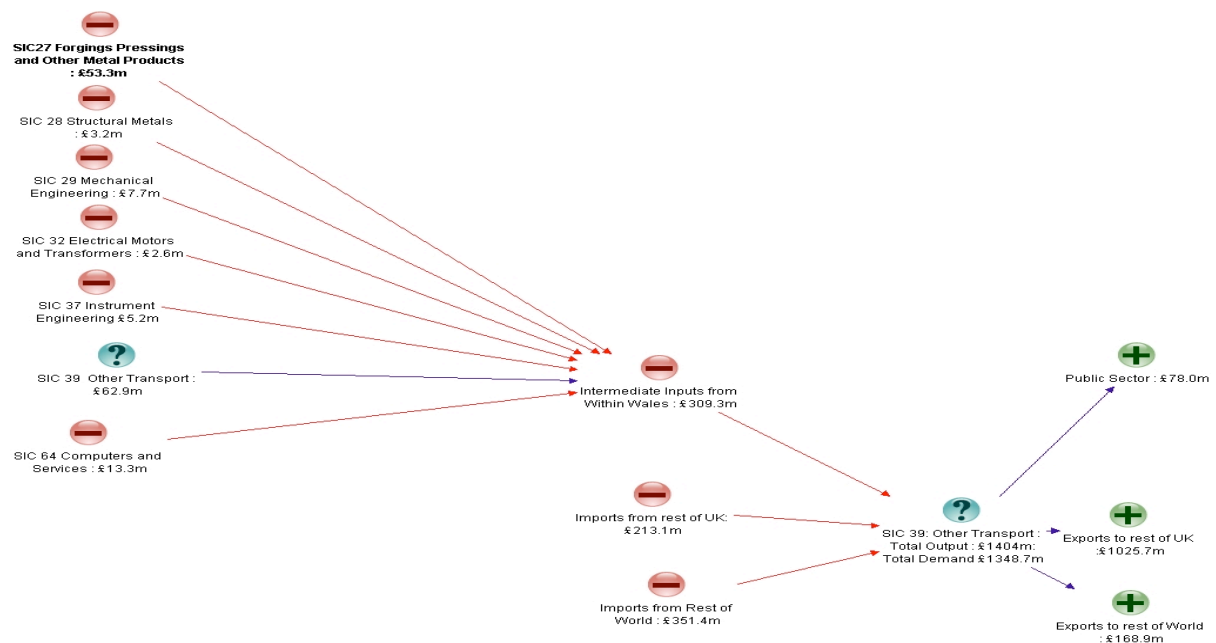 SIC27 Forgings Pressings
and Other Metal Products
: £53.3m
SIC 28 Structural Metals
: £3.2m
SIC 29 Mechanical
Engineering : £7.7m
SIC 32 Electrical Motors
and Transformers : £2.6m
SIC 37 Instrument
Engineering £5.2m
SIC 39 Other Transport :
£62.9m
SIC 64 Computers and
Services : £13.3m
Intermediate Inputs from
Within Wales : £309.3m
Imports from rest of UK:
£213.1m
Imports from Rest of
World : £351.4m
SIC 39: Other Transport :
Total Output : £1404m:
Total Demand £1348.7m
Public Sector : £78.0m
Exports to rest of UK
:£1025.7m
Exports to rest of World
: £168.9m